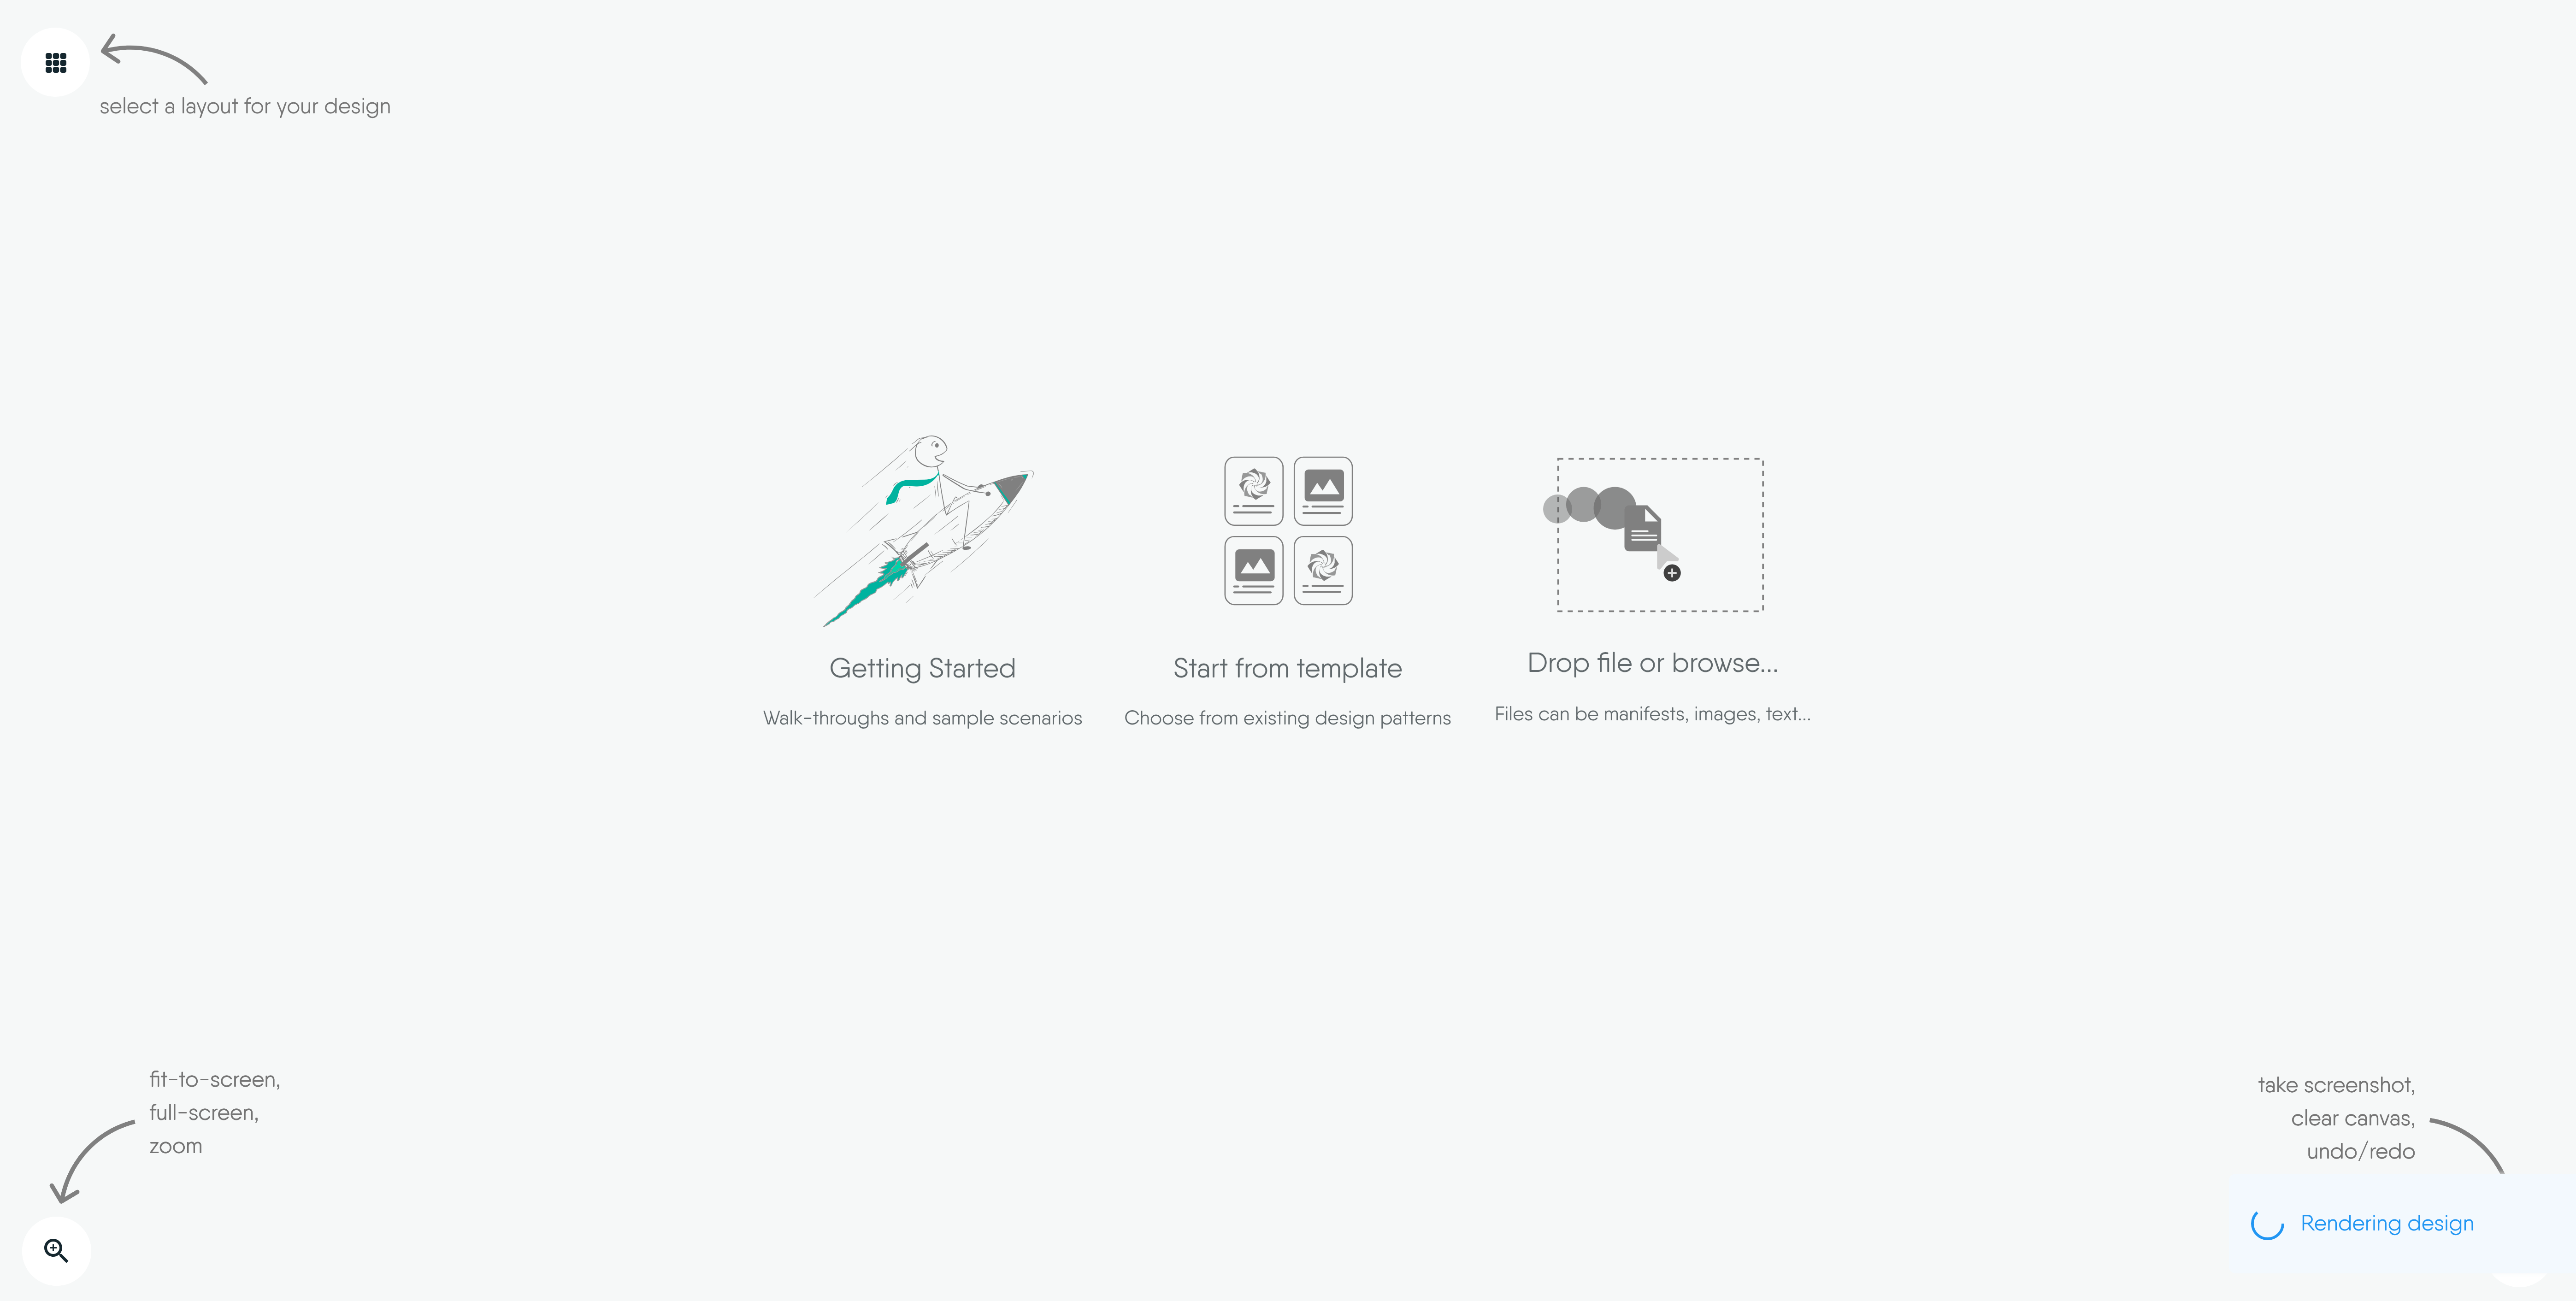 select a layout for your design
Getting Started
Walk-throughs and sample scenarios
Start from template
Choose from existing design patterns
Drop file or browse...
Files can be manifests, images, text...
fit-to-screen,
full-screen,
zoom
take screenshot,
clear canvas,
undo/redo
Rendering design